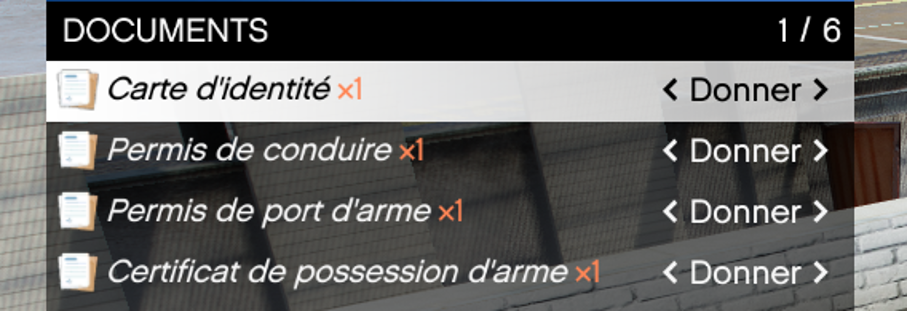 DOCUMENTS 1 / 6
Carte d'identité x1 < Donner >
Permis de conduire x1 < Donner >
Permis de port d'arme x1 < Donner >
Certificat de possession d'arme x1 < Donner >